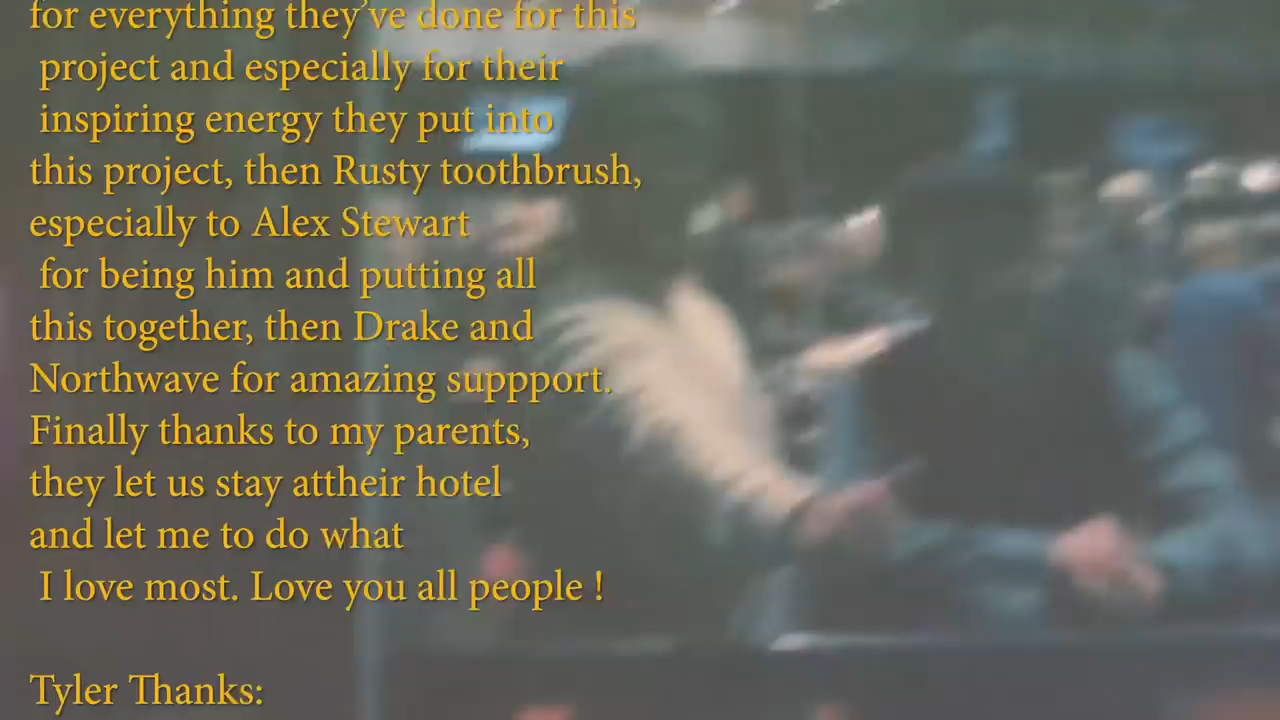 for everything they've done for this
project and especially for their
inspiring energy they put into
this project, then Rusty toothbrush,
especially to Alex Stewart
for being him and putting all
this together, then Drake and
Northwave for amazing suppport.
Finally thanks to my parents,
they let us stay attheir hotel
and let me to do what
I love most. Love you all people !
Tyler Thanks: